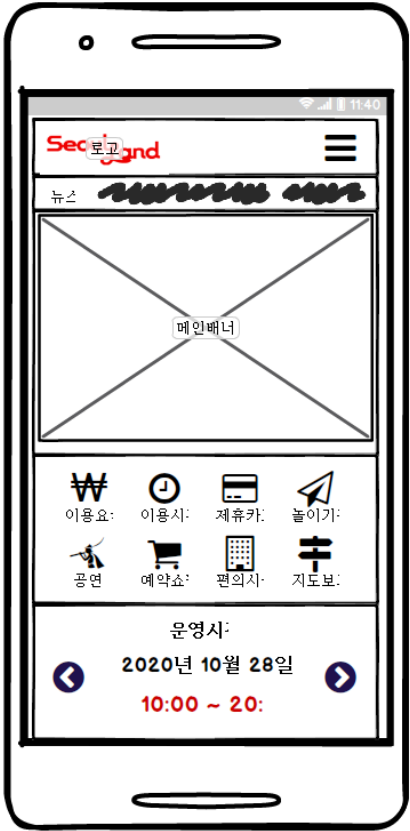 11:40
로고
뉴스
메인배너
이용요
이용시
제휴카
놀이기
공연
예약쇼
편의시
지도보
운영시
2020년 10월 28일
10:00 ~ 20: